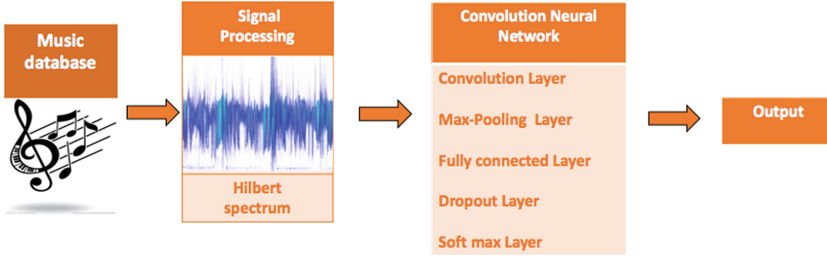 Music
database
Signal
Processing
Hilbert
spectrum
Convolution Neural
Network
Convolution Layer
Max-Pooling Layer
Fully connected Layer
Dropout Layer
Soft max Layer
Output